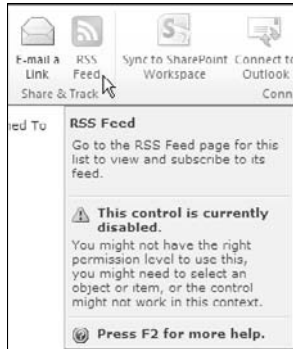 E-mail a RSS Sync to SharePoint Connect to
Link Feed Workspace Outlook
Share & Track Conn
ed To
RSS Feed
Go to the RSS Feed page for this
list to view and subscribe to its
feed.
This control is currently
disabled.
You might not have the right
permission level to use this,
you might need to select an
object or item, or the control
might not work in this context.
Press F2 for more help.